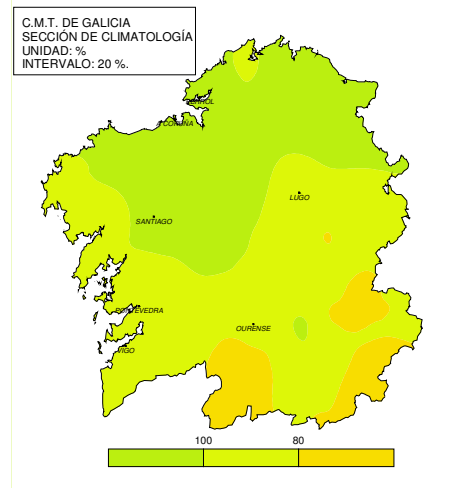 C.M.T. DE GALICIA
SECCIÓN DE CLIMATOLOGÍA
UNIDAD: %
INTERVALO: 20 %.
FERROL
A CORUÑA
LUGO
SANTIAGO
PONTEVEDRA
OURENSE
VIGO
100 80